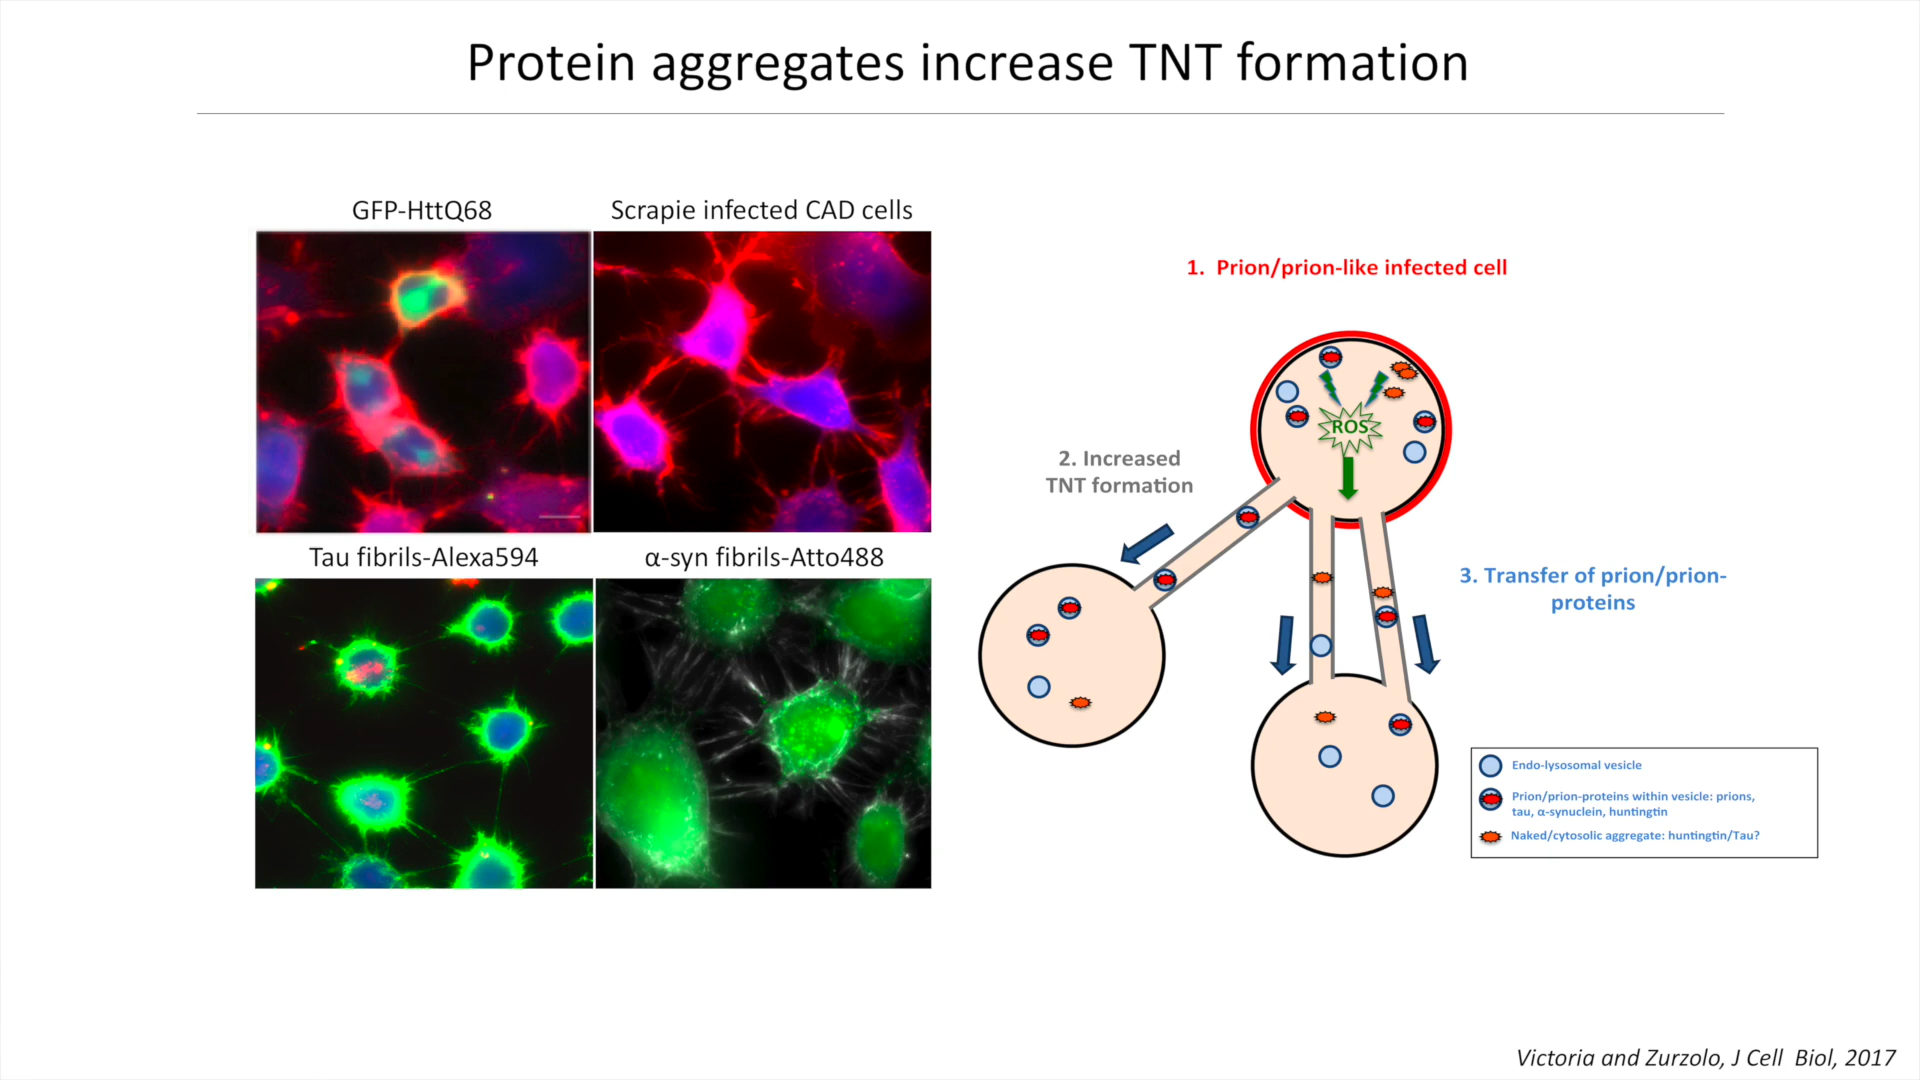 Protein aggregates increase TNT formation
GFP-HttQ68
Scrapie infected CAD cells
Tau fibrils-Alexa594
α-syn fibrils-Atto488
1. Prion/prion-like infected cell
ROS
2. Increased
TNT formation
3. Transfer of prion/prion-
proteins
Endo-lysosomal vesicle
Prion/prion-proteins within vesicle: prions,
tau, α-synuclein, huntingtin
Naked/cytosolic aggregate: huntingtin/Tau?
Victoria and Zurzolo, J Cell Biol, 2017